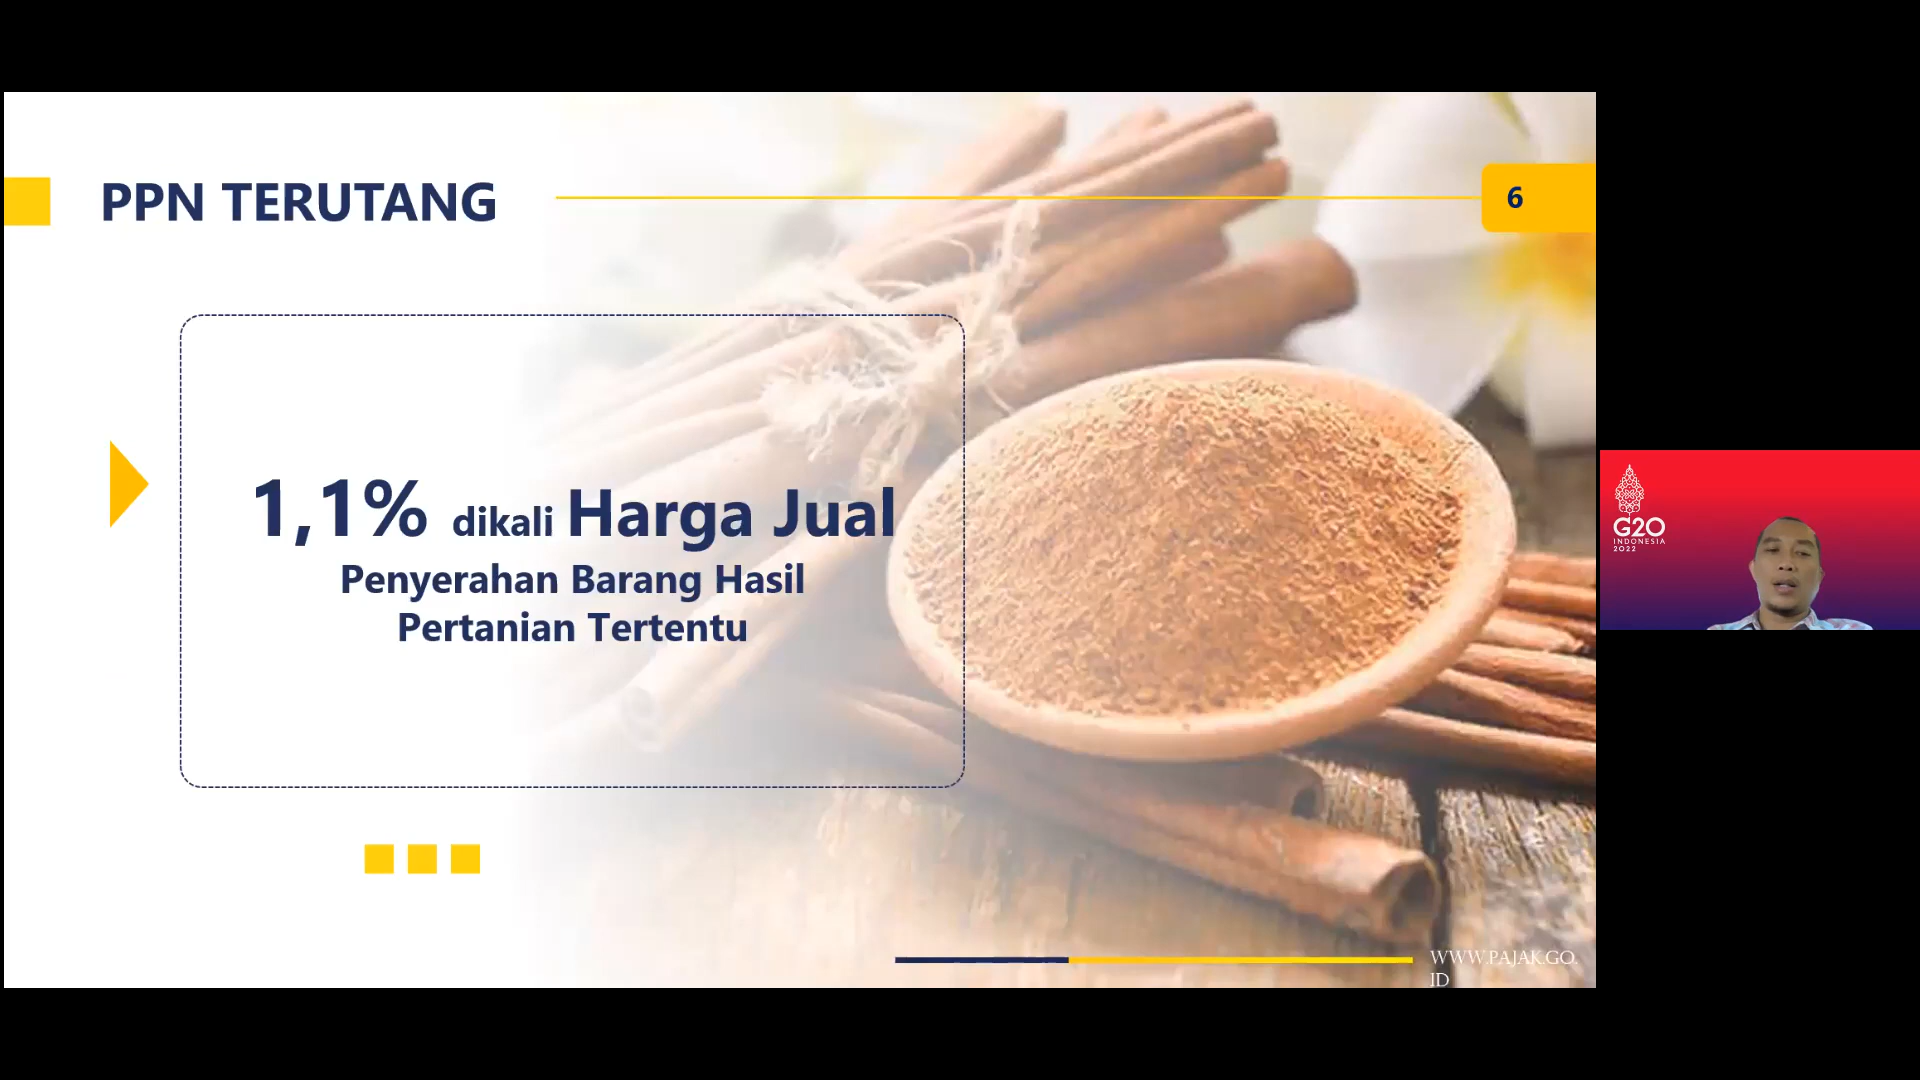 PPN TERUTANG
6
1,1% dikali Harga Jual
Penyerahan Barang Hasil
Pertanian Tertentu
WWW.PAJAK.GO.
ID
G20
INDONESIA
2022